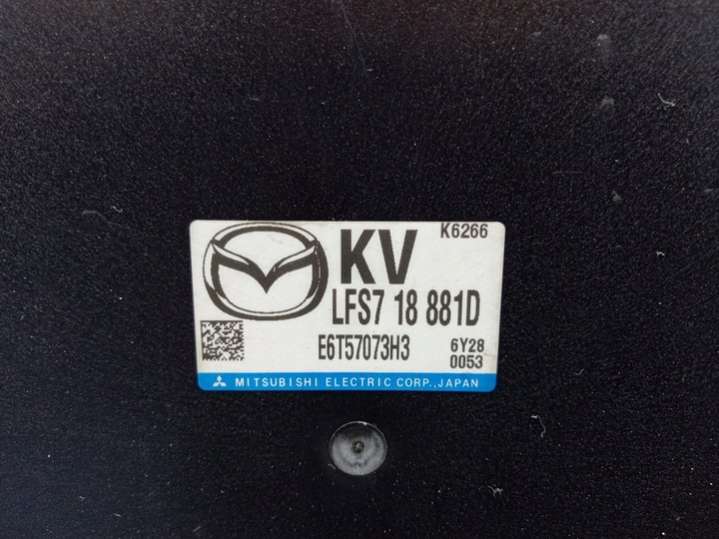 K6266
KV
LFS7 18 881D
E6T57073H3
6Y28
0053
MITSUBISHI ELECTRIC CORP.,JAPAN